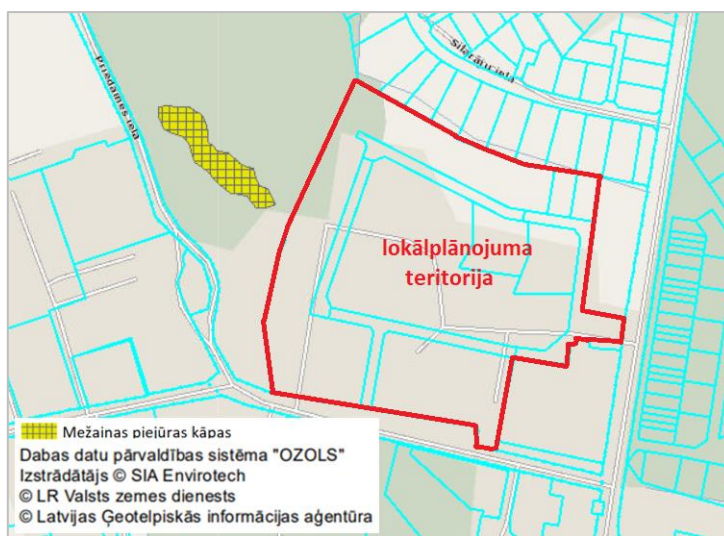 Silarāju iela
Priedaines iela
lokālplānojuma
teritorija
Mežainas piejūras kāpas
Dabas datu pārvaldības sistēma "OZOLS"
Izstrādātājs © SIA Envirotech
© LR Valsts zemes dienests
© Latvijas Ģeotelpiskās informācijas aģentūra